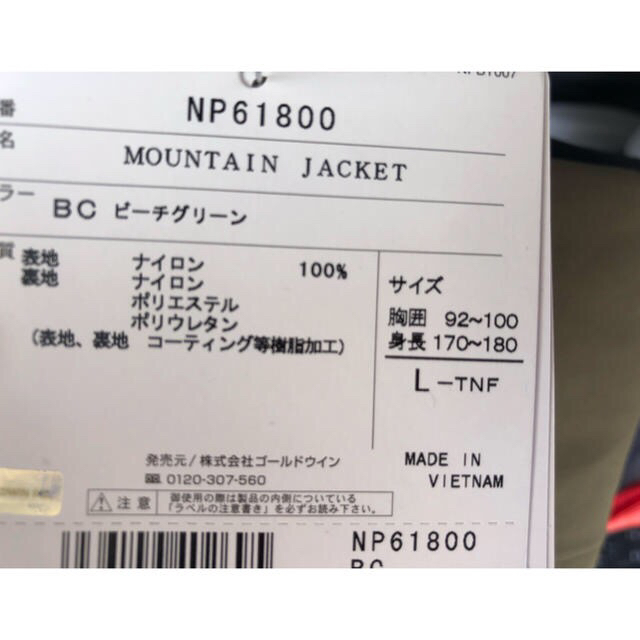 番 NP61800
名 MOUNTAIN JACKET
ラー BC ビーチグリーン
質 表地 ナイロン 100%
裏地 ナイロン
ポリエステル
ポリウレタン
(表地、裏地 コーティング等樹脂加工)
サイズ
胸囲 92~100
身長 170~180
L-TNF
発売元/株式会社ゴールドウイン
0120-307-560
MADE IN
VIETNAM
注意 御使用の際は製品の内側についている
「ラベルの注意書き」を必ずお読み下さい。
NP61800
BC